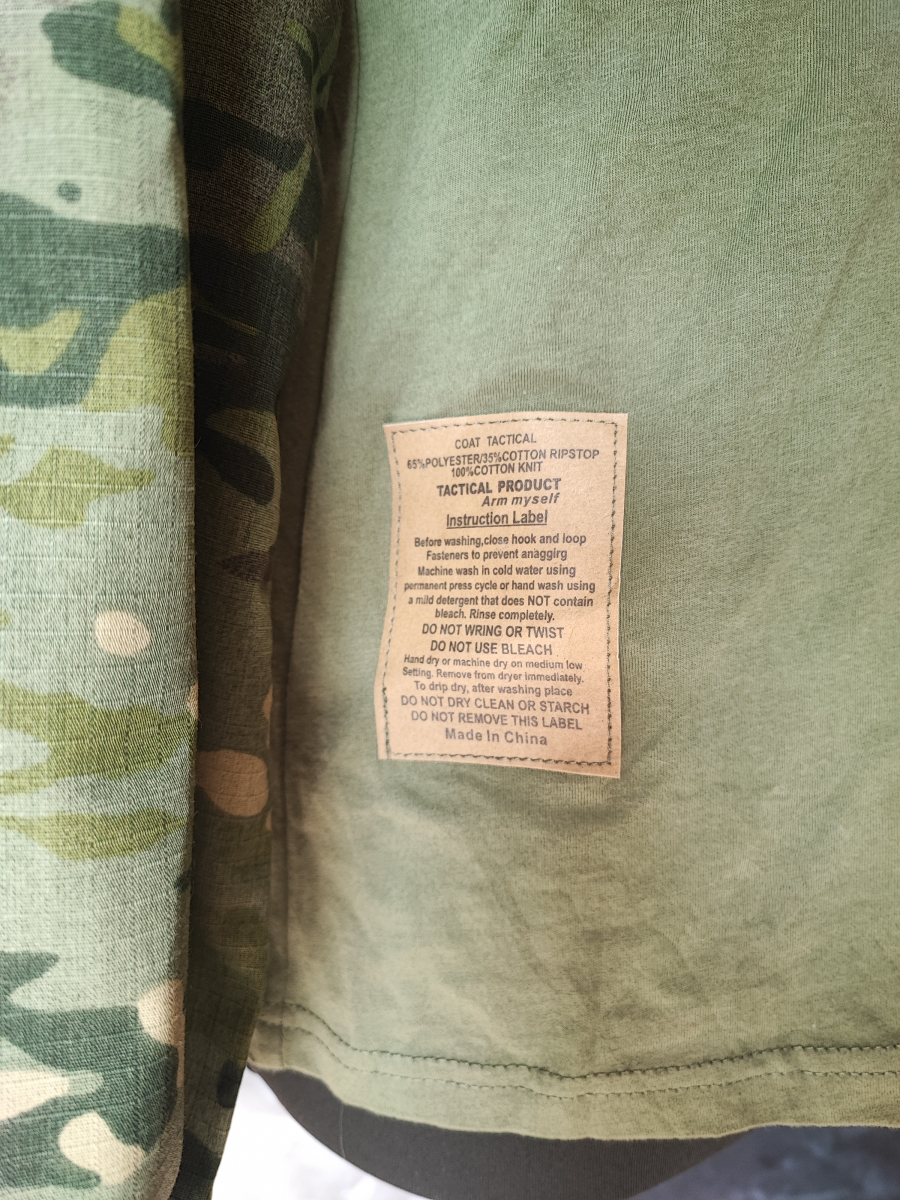 COAT TACTICAL
65%POLYESTER/35%COTTON RIPSTOP
100%COTTON KNIT
TACTICAL PRODUCT
Arm myself
Instruction Label
Before washing,close hook and loop
Fasteners to prevent anaggirg
Machine wash in cold water using
permanent press cycle or hand wash using
a mild detergent that does NOT contain
bleach. Rinse completely.
DO NOT WRING OR TWIST
DO NOT USE BLEACH
Hand dry or machine dry on medium low
Setting. Remove from dryer immediately.
To drip dry, after washing place
DO NOT DRY CLEAN OR STARCH
DO NOT REMOVE THIS LABEL
Made In China